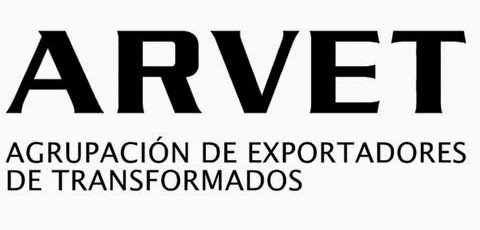 ARVET
AGRUPACIÓN DE EXPORTADORES
DE TRANSFORMADOS